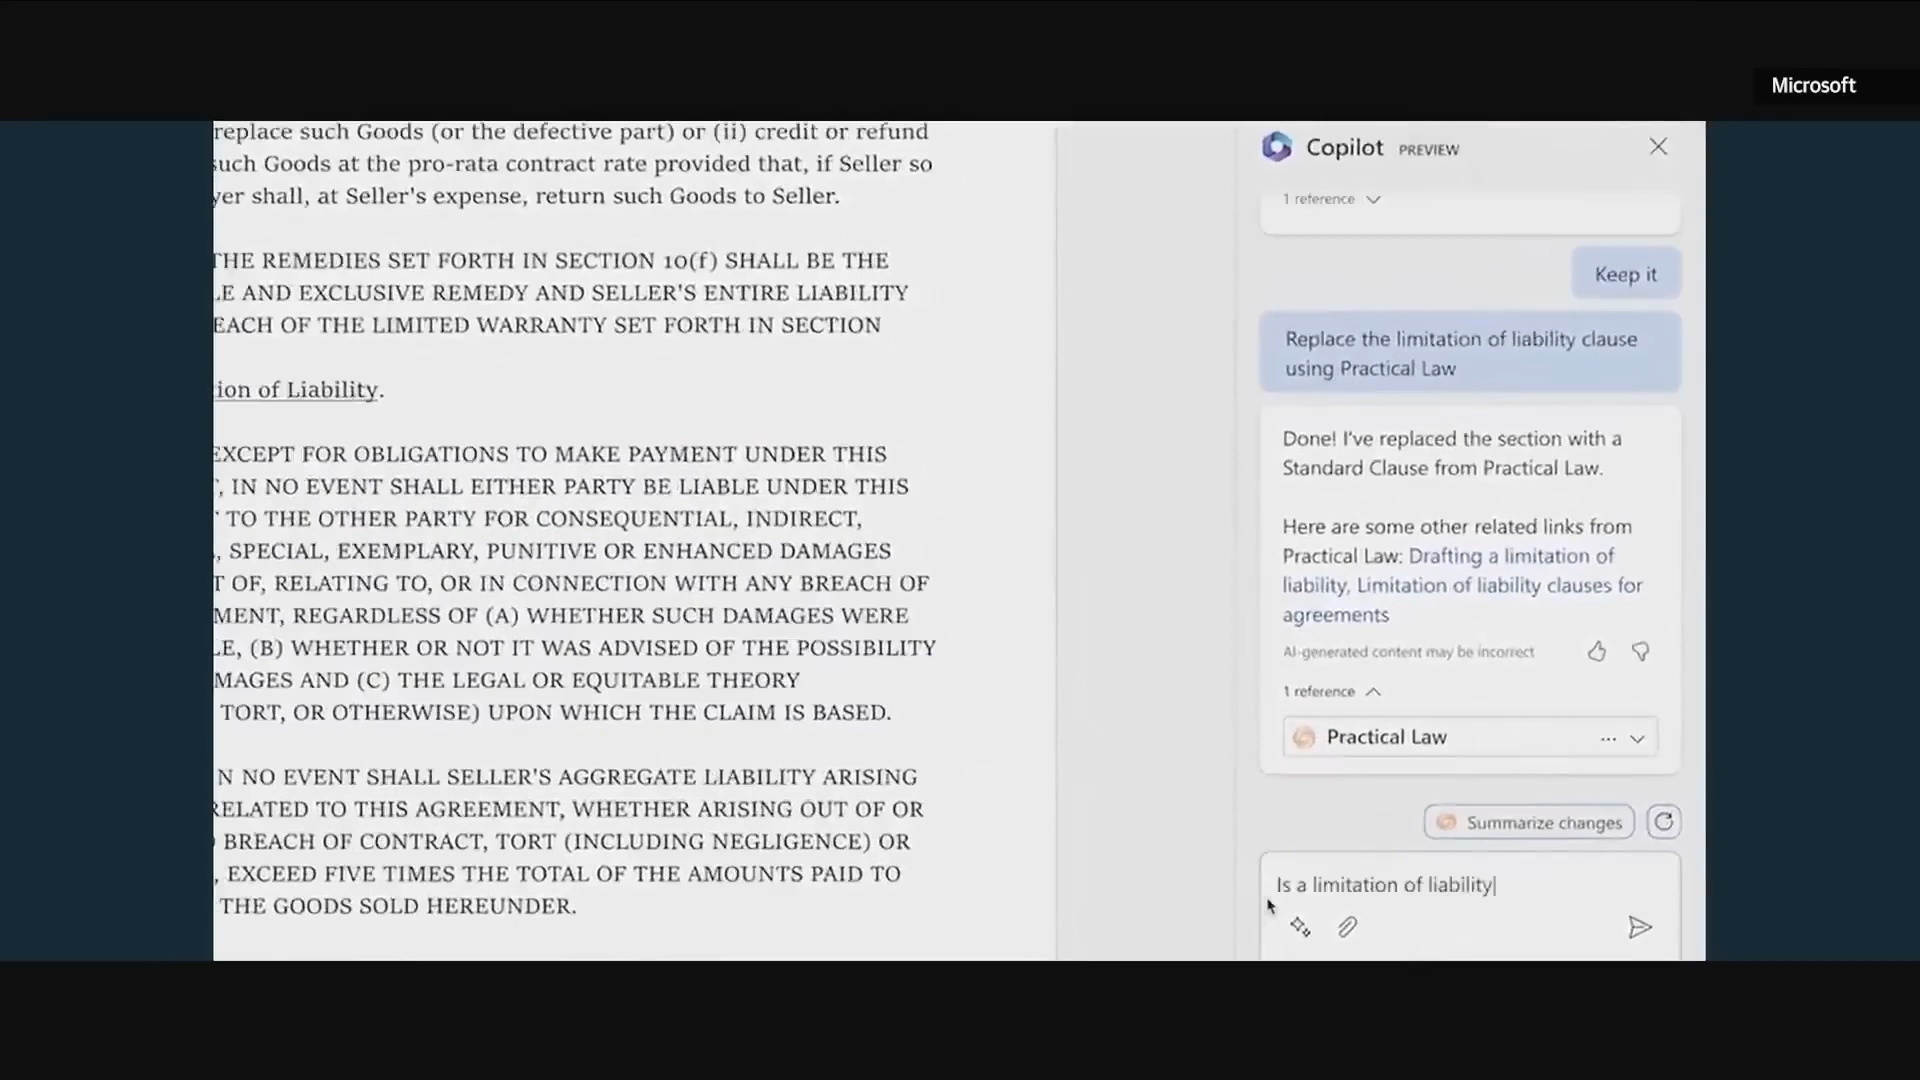 Microsoft
replace such Goods (or the defective part) or (ii) credit or refund
such Goods at the pro-rata contract rate provided that, if Seller so
yer shall, at Seller's expense, return such Goods to Seller.
THE REMEDIES SET FORTH IN SECTION 10(f) SHALL BE THE
LE AND EXCLUSIVE REMEDY AND SELLER'S ENTIRE LIABILITY
EACH OF THE LIMITED WARRANTY SET FORTH IN SECTION
tion of Liability.
EXCEPT FOR OBLIGATIONS TO MAKE PAYMENT UNDER THIS
, IN NO EVENT SHALL EITHER PARTY BE LIABLE UNDER THIS
TO THE OTHER PARTY FOR CONSEQUENTIAL, INDIRECT,
, SPECIAL, EXEMPLARY, PUNITIVE OR ENHANCED DAMAGES
T OF, RELATING TO, OR IN CONNECTION WITH ANY BREACH OF
MENT, REGARDLESS OF (A) WHETHER SUCH DAMAGES WERE
LE, (B) WHETHER OR NOT IT WAS ADVISED OF THE POSSIBILITY
MAGES AND (C) THE LEGAL OR EQUITABLE THEORY
TORT, OR OTHERWISE) UPON WHICH THE CLAIM IS BASED.
N NO EVENT SHALL SELLER'S AGGREGATE LIABILITY ARISING
RELATED TO THIS AGREEMENT, WHETHER ARISING OUT OF OR
BREACH OF CONTRACT, TORT (INCLUDING NEGLIGENCE) OR
, EXCEED FIVE TIMES THE TOTAL OF THE AMOUNTS PAID TO
THE GOODS SOLD HEREUNDER.
Copilot PREVIEW
1 reference
Keep it
Replace the limitation of liability clause
using Practical Law
Done! I've replaced the section with a
Standard Clause from Practical Law.
Here are some other related links from
Practical Law: Drafting a limitation of
liability, Limitation of liability clauses for
agreements
AI-generated content may be incorrect
1 reference
Practical Law
Summarize changes
Is a limitation of liability